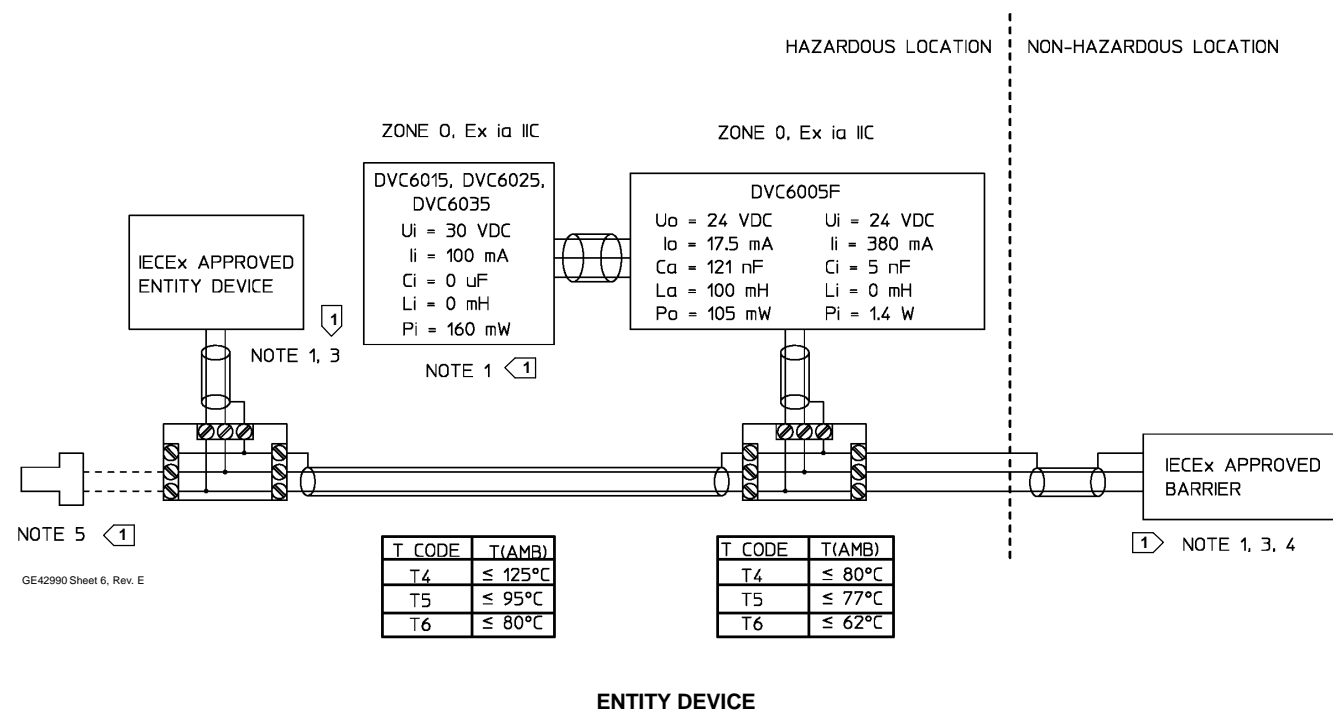 HAZARDOUS LOCATION
NON-HAZARDOUS LOCATION
ZONE 0, Ex ia IIC
ZONE 0, Ex ia IIC
IECEx APPROVED
ENTITY DEVICE
1
NOTE 1, 3
DVC6015, DVC6025,
DVC6035
Ui = 30 VDC
Ii = 100 mA
Ci = 0 uF
Li = 0 mH
Pi = 160 mW
NOTE 1 1
DVC6005F
Uo = 24 VDC Ui = 24 VDC
Io = 17.5 mA Ii = 380 mA
Ca = 121 nF Ci = 5 nF
La = 100 mH Li = 0 mH
Po = 105 mW Pi = 1.4 W
IECEx APPROVED
BARRIER
1 NOTE 1, 3, 4
NOTE 5 1
GE42990 Sheet 6, Rev. E
T CODE T(AMB)
T4 ≤ 125°C
T5 ≤ 95°C
T6 ≤ 80°C
T CODE T(AMB)
T4 ≤ 80°C
T5 ≤ 77°C
T6 ≤ 62°C
ENTITY DEVICE